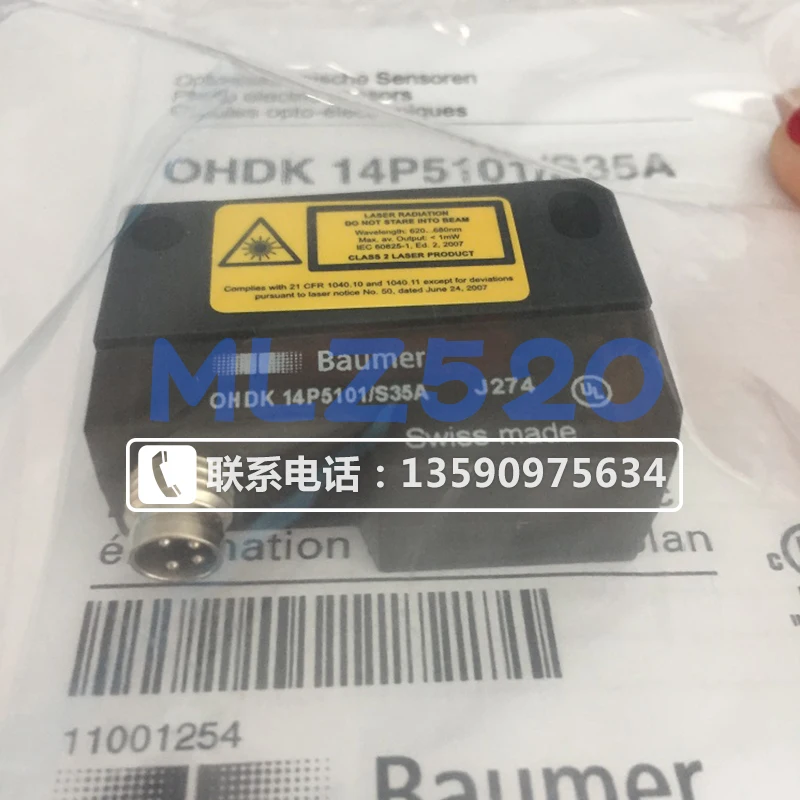 Sensoren
OHDK 14P5101/S35A
LASER RADIATION
DO NOT STARE INTO BEAM
Wavelength: 620...680nm
Max. av. Output: < 1mW
IEC 60825-1, Ed. 2, 2007
CLASS 2 LASER PRODUCT
Complies with 21 CFR 1040.10 and 1040.11 except for deviations
pursuant to laser notice No. 50, dated June 24, 2007
MLZ520
Baumer
OHDK 14P5101/S35A J274 UL
Swiss made
联系电话：13590975634
11001254
Baumer